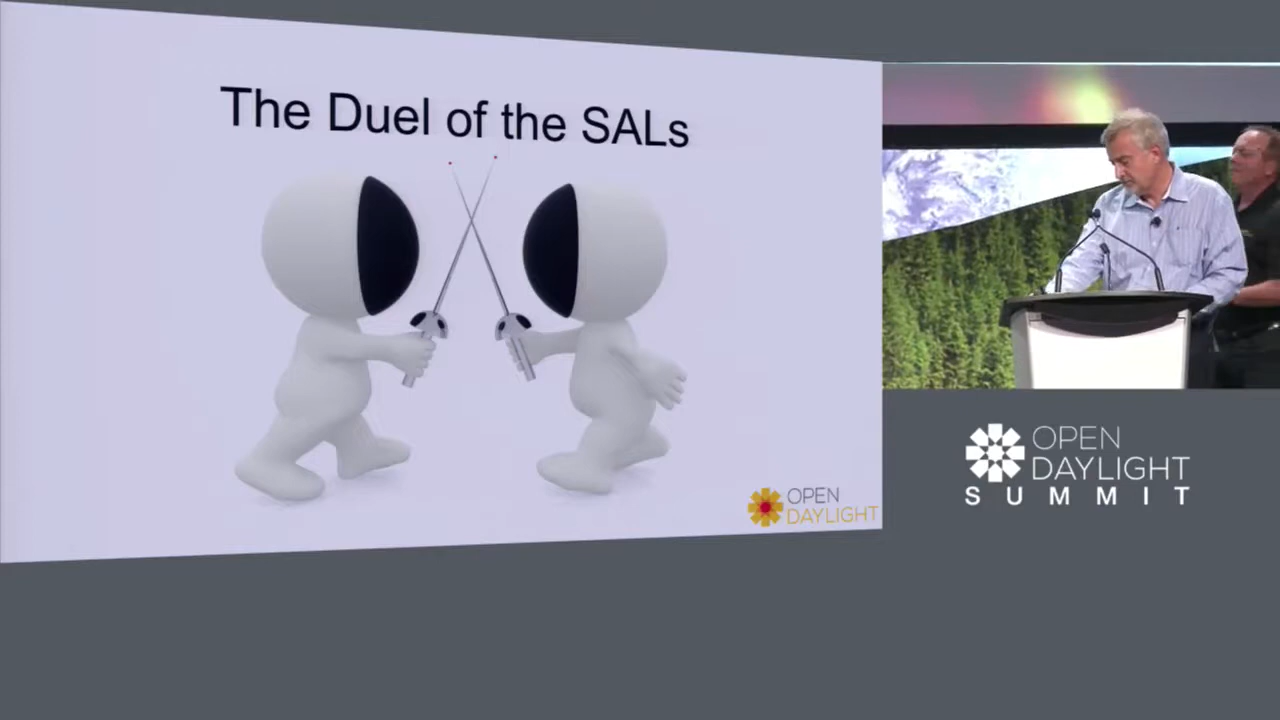 The Duel of the SALs
OPEN
DAYLIGHT
OPEN
DAYLIGHT
SUMMIT